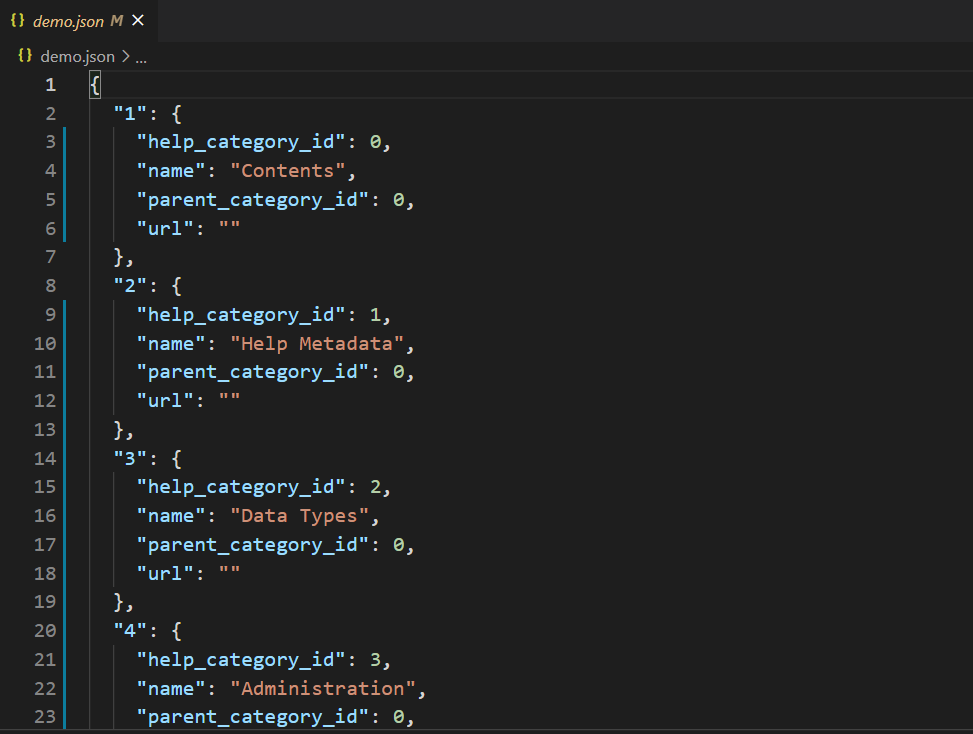 {} demo.json M ×
{} demo.json > ...
1 {
2 "1": {
3 "help_category_id": 0,
4 "name": "Contents",
5 "parent_category_id": 0,
6 "url": ""
7 },
8 "2": {
9 "help_category_id": 1,
10 "name": "Help Metadata",
11 "parent_category_id": 0,
12 "url": ""
13 },
14 "3": {
15 "help_category_id": 2,
16 "name": "Data Types",
17 "parent_category_id": 0,
18 "url": ""
19 },
20 "4": {
21 "help_category_id": 3,
22 "name": "Administration",
23 "parent_category_id": 0,